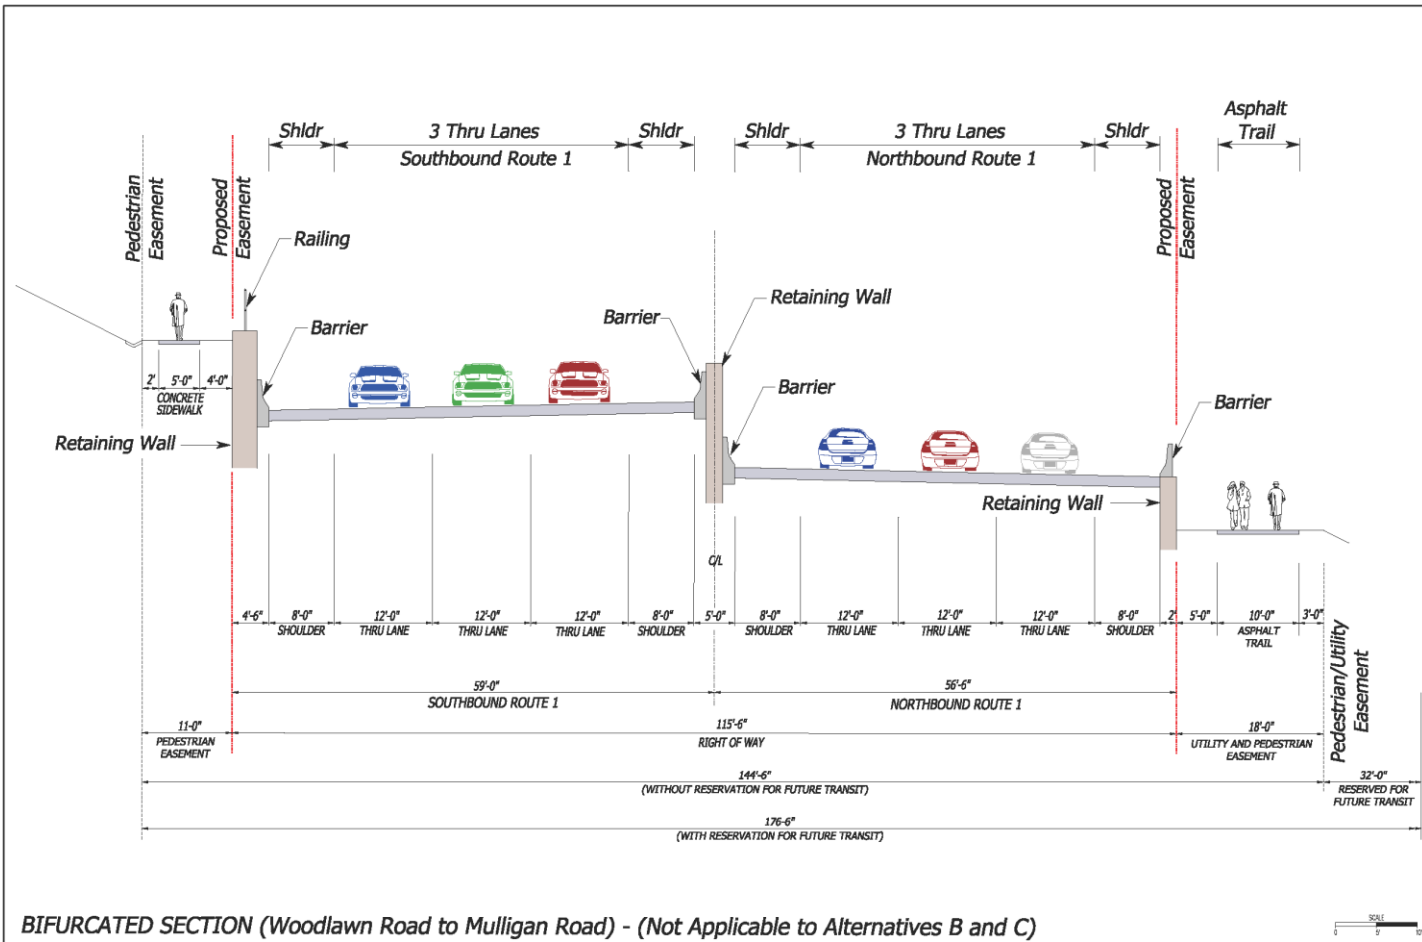 Asphalt
Trail
Shldr
3 Thru Lanes
Shldr
Shldr
3 Thru Lanes
Shldr
Southbound Route 1
Northbound Route 1
Pedestrian
Easement
Proposed
Easement
Proposed
Easement
Railing
Retaining Wall
Barrier
Barrier
Barrier
Barrier
2'
5'-0"
4'-0"
CONCRETE
SIDEWALK
Retaining Wall
Retaining Wall
C/L
4'-6"
8'-0"
12'-0"
12'-0"
12'-0"
8'-0"
5'-0"
8'-0"
12'-0"
12'-0"
12'-0"
8'-0"
2'
5'-0"
10'-0"
3'-0"
SHOULDER
THRU LANE
THRU LANE
THRU LANE
SHOULDER
SHOULDER
THRU LANE
THRU LANE
THRU LANE
SHOULDER
ASPHALT
TRAIL
Pedestrian/Utility
Easement
59'-0"
SOUTHBOUND ROUTE 1
56'-6"
NORTHBOUND ROUTE 1
11-0"
PEDESTRIAN
EASEMENT
115'-6"
RIGHT OF WAY
18'-0"
UTILITY AND PEDESTRIAN
EASEMENT
144'-6"
(WITHOUT RESERVATION FOR FUTURE TRANSIT)
32'-0"
RESERVED FOR
FUTURE TRANSIT
176-6"
(WITH RESERVATION FOR FUTURE TRANSIT)
BIFURCATED SECTION (Woodlawn Road to Mulligan Road) - (Not Applicable to Alternatives B and C)
SCALE
0 5' 10'